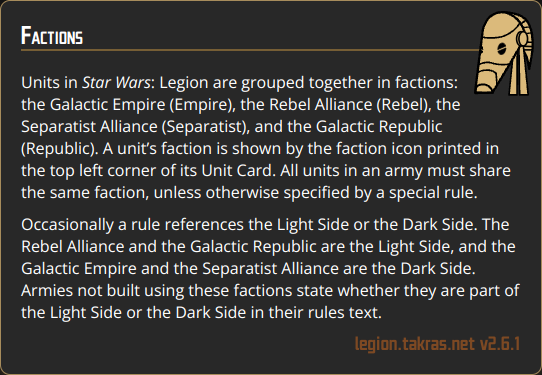 Factions
Units in Star Wars: Legion are grouped together in factions:
the Galactic Empire (Empire), the Rebel Alliance (Rebel), the
Separatist Alliance (Separatist), and the Galactic Republic
(Republic). A unit's faction is shown by the faction icon printed in
the top left corner of its Unit Card. All units in an army must share
the same faction, unless otherwise specified by a special rule.
Occasionally a rule references the Light Side or the Dark Side. The
Rebel Alliance and the Galactic Republic are the Light Side, and the
Galactic Empire and the Separatist Alliance are the Dark Side.
Armies not built using these factions state whether they are part of
the Light Side or the Dark Side in their rules text.
legion.takras.net v2.6.1